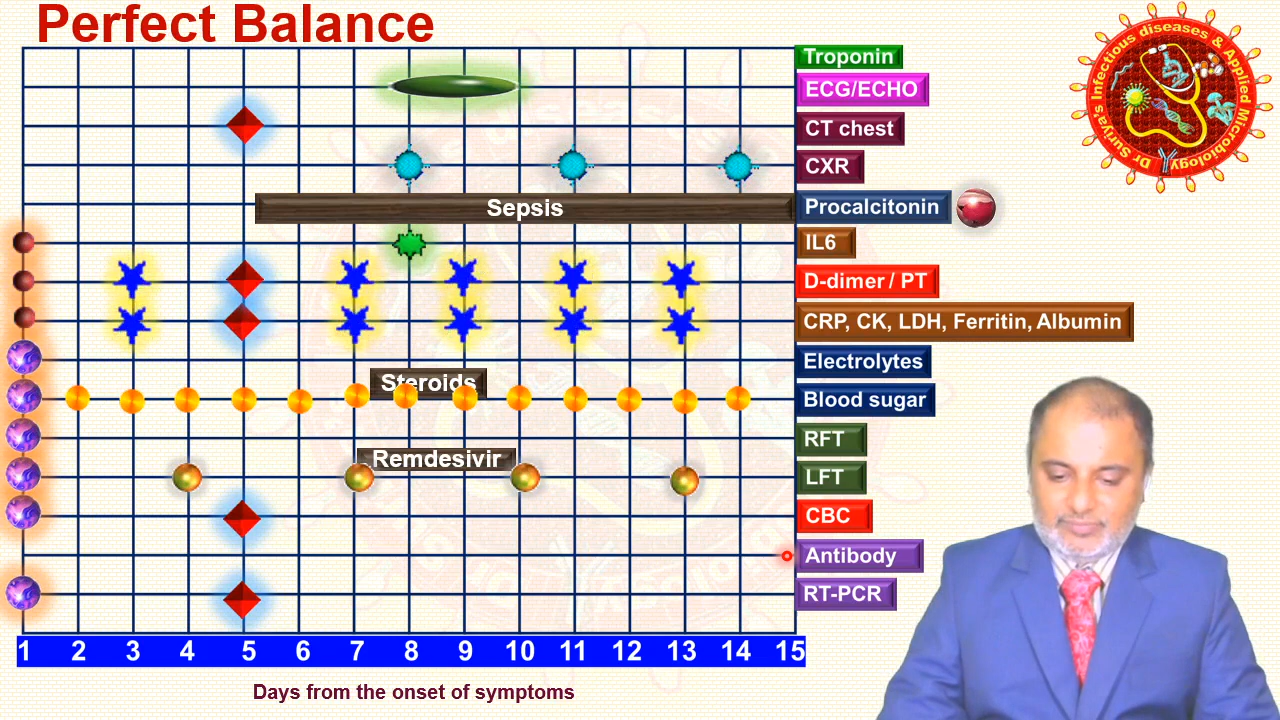 Perfect Balance
Troponin
ECG/ECHO
CT chest
CXR
Sepsis
Procalcitonin
IL6
D-dimer / PT
CRP, CK, LDH, Ferritin, Albumin
Electrolytes
Steroids
Blood sugar
RFT
Remdesivir
LFT
CBC
Antibody
RT-PCR
1 2 3 4 5 6 7 8 9 10 11 12 13 14 15
Days from the onset of symptoms
Dr Suriya's Infectious diseases & Applied Microbiology